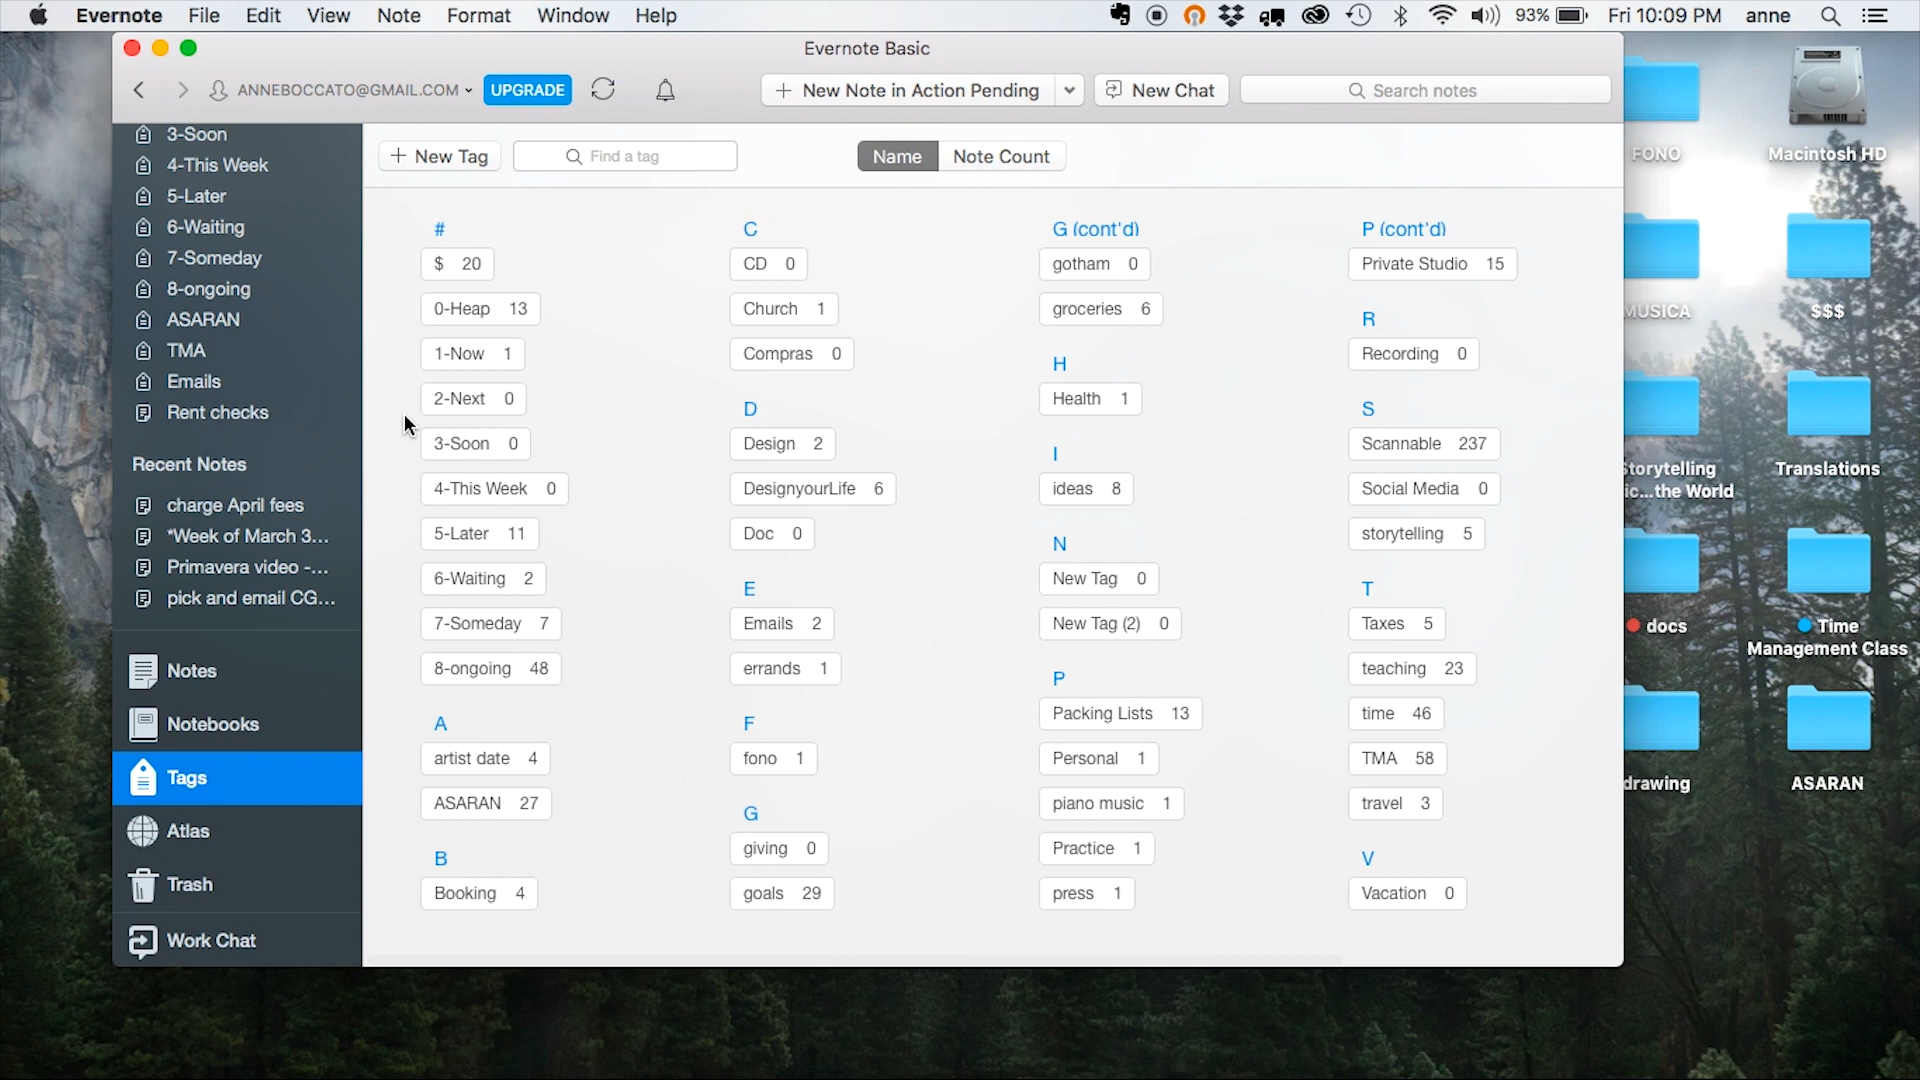 Evernote File Edit View Note Format Window Help 93% Fri 10:09 PM anne
Evernote Basic
ANNEBOCCATO@GMAIL.COM UPGRADE + New Note in Action Pending New Chat Search notes
3-Soon
4-This Week
5-Later
6-Waiting
7-Someday
8-ongoing
ASARAN
TMA
Emails
Rent checks
Recent Notes
charge April fees
*Week of March 3...
Primavera video -...
pick and email CG...
Notes
Notebooks
Tags
Atlas
Trash
Work Chat
+ New Tag Find a tag Name Note Count
#
$ 20
0-Heap 13
1-Now 1
2-Next 0
3-Soon 0
4-This Week 0
5-Later 11
6-Waiting 2
7-Someday 7
8-ongoing 48
A
artist date 4
ASARAN 27
B
Booking 4
C
CD 0
Church 1
Compras 0
D
Design 2
DesignyourLife 6
Doc 0
E
Emails 2
errands 1
F
fono 1
G
giving 0
goals 29
G (cont'd)
gotham 0
groceries 6
H
Health 1
I
ideas 8
N
New Tag 0
New Tag (2) 0
P
Packing Lists 13
Personal 1
piano music 1
Practice 1
press 1
P (cont'd)
Private Studio 15
R
Recording 0
S
Scannable 237
Social Media 0
storytelling 5
T
Taxes 5
teaching 23
time 46
TMA 58
travel 3
V
Vacation 0
FONO
Macintosh HD
MUSICA
$$$
Storytelling
ic...the World
Translations
docs
Time
Management Class
drawing
ASARAN